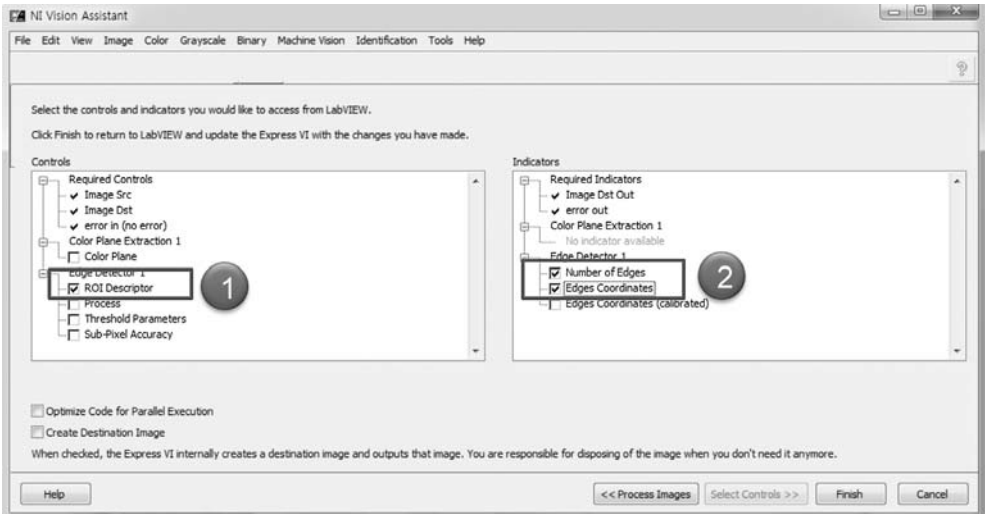 NI Vision Assistant
File Edit View Image Color Grayscale Binary Machine Vision Identification Tools Help
Select the controls and indicators you would like to access from LabVIEW.
Click Finish to return to LabVIEW and update the Express VI with the changes you have made.
Controls
Required Controls
Image Src
Image Dst
error in (no error)
Color Plane Extraction 1
Color Plane
Edge Detector 1
ROI Descriptor
Process
Threshold Parameters
Sub-Pixel Accuracy
1
Indicators
Required Indicators
Image Dst Out
error out
Color Plane Extraction 1
No indicator available
Edge Detector 1
Number of Edges
Edges Coordinates
Edges Coordinates (calibrated)
2
Optimize Code for Parallel Execution
Create Destination Image
When checked, the Express VI internally creates a destination image and outputs that image. You are responsible for disposing of the image when you don't need it anymore.
Help
<< Process Images
Select Controls >>
Finish
Cancel